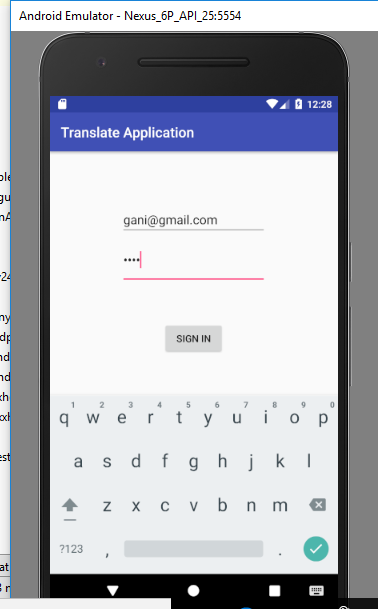 Android Emulator - Nexus_6P_API_25:5554
12:28
Translate Application
gani@gmail.com
••••
SIGN IN
1 2 3 4 5 6 7 8 9 0
q w e r t y u i o p
a s d f g h j k l
z x c v b n m
?123 , .